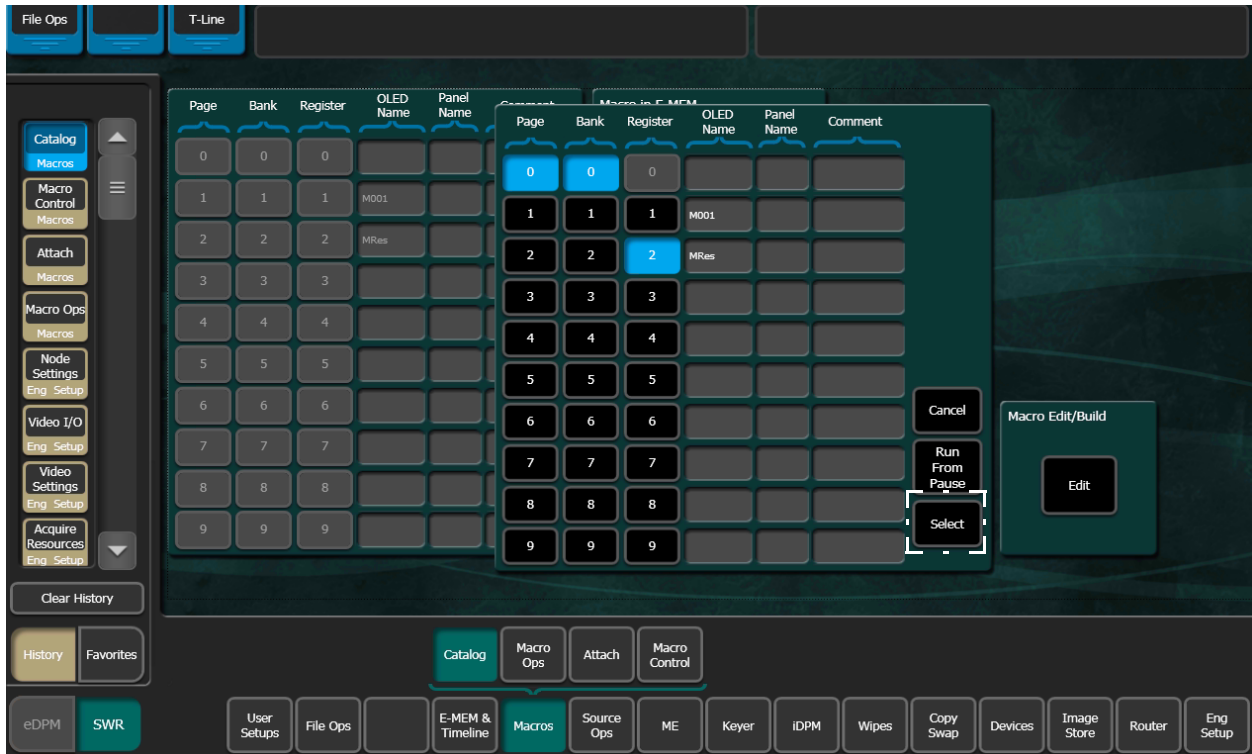 File Ops
T-Line
Catalog
Macros
Macro
Control
Macros
Attach
Macros
Macro Ops
Macros
Node
Settings
Eng Setup
Video I/O
Eng Setup
Video
Settings
Eng Setup
Acquire
Resources
Eng Setup
Clear History
History
Favorites
eDPM
SWR
Page Bank Register OLED Name Panel Name Comment
0 0 0
1 1 1 M001
2 2 2 MRes
3 3 3
4 4 4
5 5 5
6 6 6
7 7 7
8 8 8
9 9 9
Macro in E-MEM
Page Bank Register OLED Name Panel Name Comment
0 0 0
1 1 1 M001
2 2 2 MRes
3 3 3
4 4 4
5 5 5
6 6 6
7 7 7
8 8 8
9 9 9
Cancel
Run
From
Pause
Select
Macro Edit/Build
Edit
Catalog
Macro
Ops
Attach
Macro
Control
User
Setups
File Ops
E-MEM &
Timeline
Macros
Source
Ops
ME
Keyer
iDPM
Wipes
Copy
Swap
Devices
Image
Store
Router
Eng
Setup